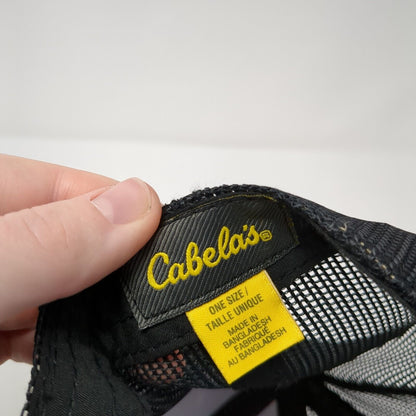 Cabela's®
ONE SIZE/
TAILLE UNIQUE
MADE IN
BANGLADESH
FABRIQUÉ
AU BANGLADESH